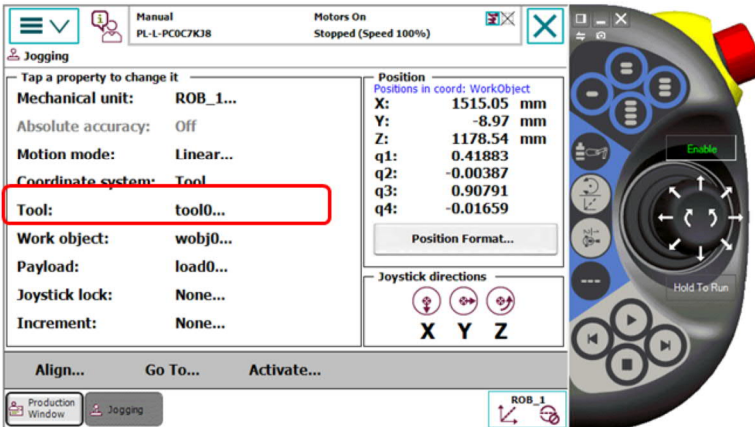 Manual
PL-L-PC0C7K38
Motors On
Stopped (Speed 100%)
Jogging
Tap a property to change it
Mechanical unit: ROB_1...
Absolute accuracy: Off
Motion mode: Linear...
Coordinate system: Tool...
Tool: tool0...
Work object: wobj0...
Payload: load0...
Joystick lock: None...
Increment: None...
Position
Positions in coord: WorkObject
X: 1515.05 mm
Y: -8.97 mm
Z: 1178.54 mm
q1: 0.41883
q2: -0.00387
q3: 0.90791
q4: -0.01659
Position Format...
Joystick directions
X Y Z
Align... Go To... Activate...
Production
Window
Jogging
ROB_1
Enable
Hold To Run